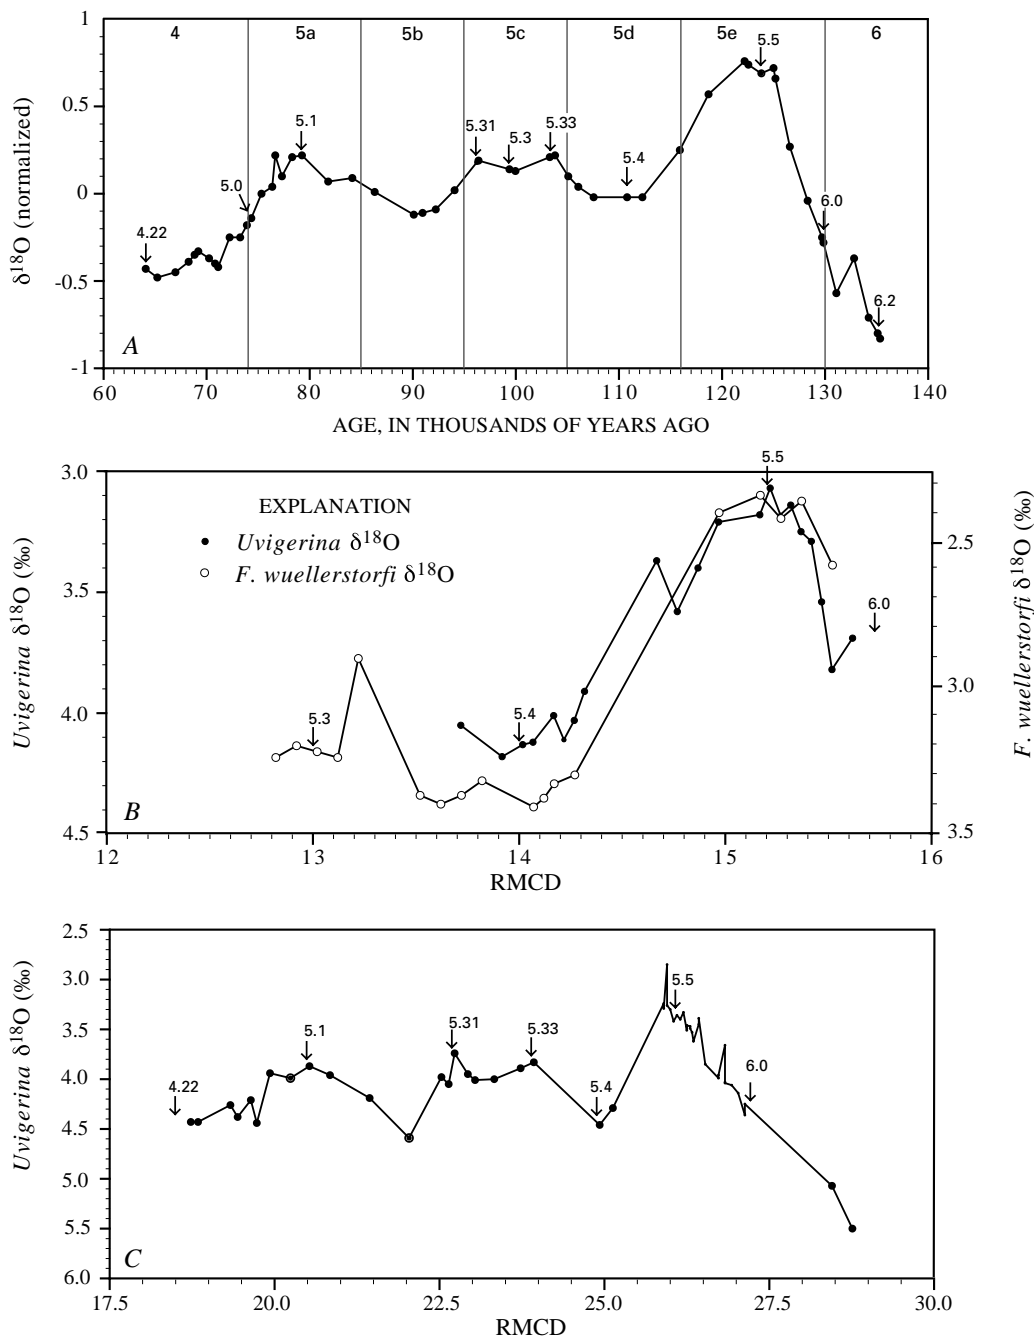 1
0.5
0
-0.5
-1
δ18O (normalized)
4 5a 5b 5c 5d 5e 6
4.22
5.0
5.1
5.31
5.3
5.33
5.4
5.5
6.0
6.2
A
60 70 80 90 100 110 120 130 140
AGE, IN THOUSANDS OF YEARS AGO
3.0
3.5
4.0
4.5
Uvigerina δ18O (‰)
EXPLANATION
Uvigerina δ18O
F. wuellerstorfi δ18O
5.3
5.4
5.5
6.0
B
2.5
3.0
3.5
F. wuellerstorfi δ18O (‰)
12 13 14 15 16
RMCD
2.5
3.0
3.5
4.0
4.5
5.0
5.5
6.0
Uvigerina δ18O (‰)
4.22
5.1
5.31
5.33
5.4
5.5
6.0
C
17.5 20.0 22.5 25.0 27.5 30.0
RMCD